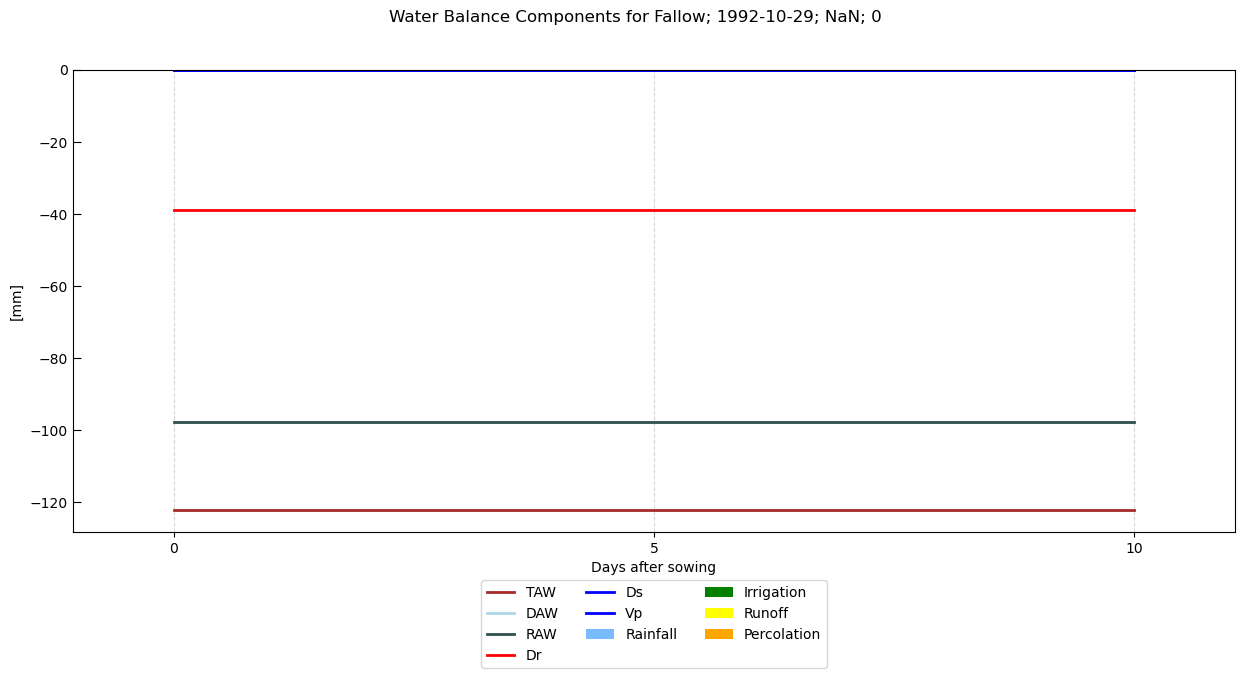 Water Balance Components for Fallow; 1992-10-29; NaN; 0
0
−20
−40
−60
−80
−100
−120
[mm]
0 5 10
Days after sowing
TAW Ds Irrigation
DAW Vp Runoff
RAW Rainfall Percolation
Dr